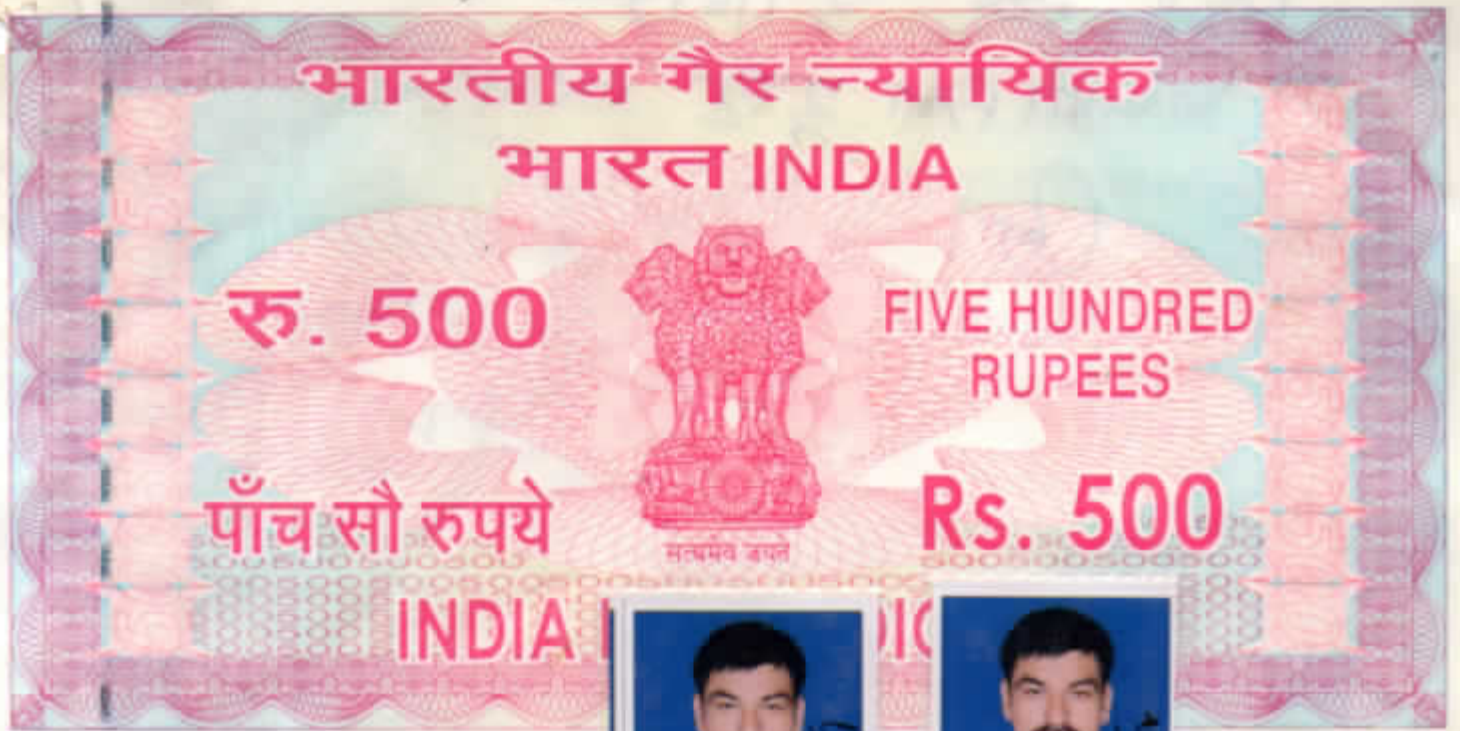 भारतीय गैर न्यायिक
भारत INDIA
रु. 500
FIVE HUNDRED
RUPEES
पाँच सौ रुपये
Rs. 500
सत्यमेव जयते
INDIA